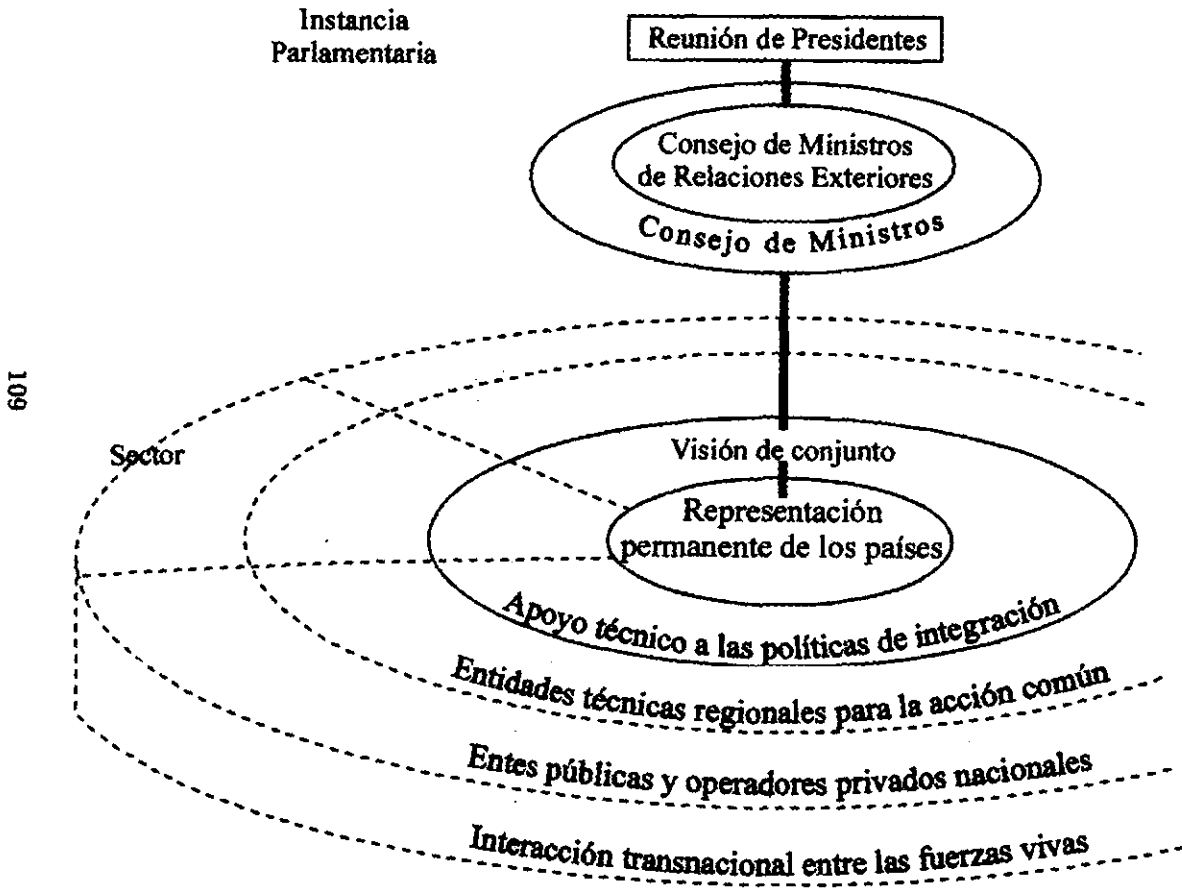 Instancia
Parlamentaria
Reunión de Presidentes
Consejo de Ministros
de Relaciones Exteriores
Consejo de Ministros
109
Sector
Visión de conjunto
Representación
permanente de los países
Apoyo técnico a las políticas de integración
Entidades técnicas regionales para la acción común
Entes públicas y operadores privados nacionales
Interacción transnacional entre las fuerzas vivas